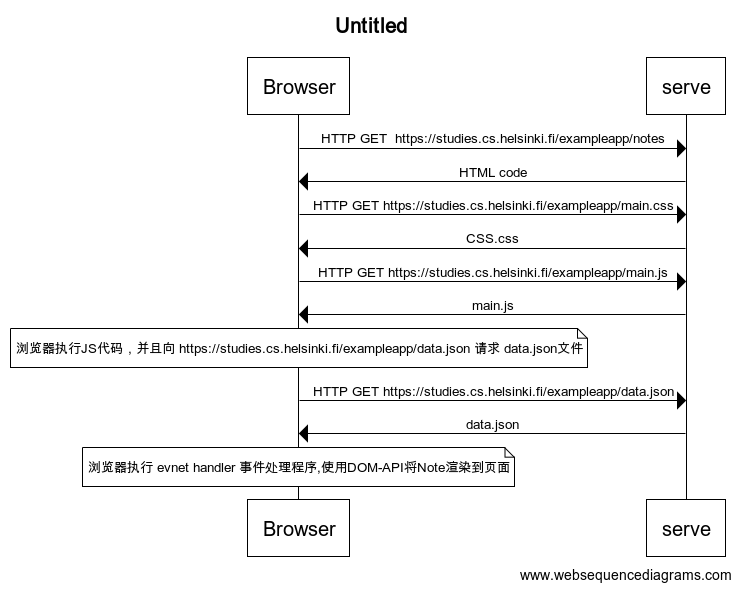 Untitled
Browser
serve
HTTP GET  https://studies.cs.helsinki.fi/exampleapp/notes
HTML code
HTTP GET https://studies.cs.helsinki.fi/exampleapp/main.css
CSS.css
HTTP GET https://studies.cs.helsinki.fi/exampleapp/main.js
main.js
浏览器执行JS代码，并且向 https://studies.cs.helsinki.fi/exampleapp/data.json 请求 data.json文件
HTTP GET https://studies.cs.helsinki.fi/exampleapp/data.json
data.json
浏览器执行 evnet handler 事件处理程序,使用DOM-API将Note渲染到页面
Browser
serve
www.websequencediagrams.com